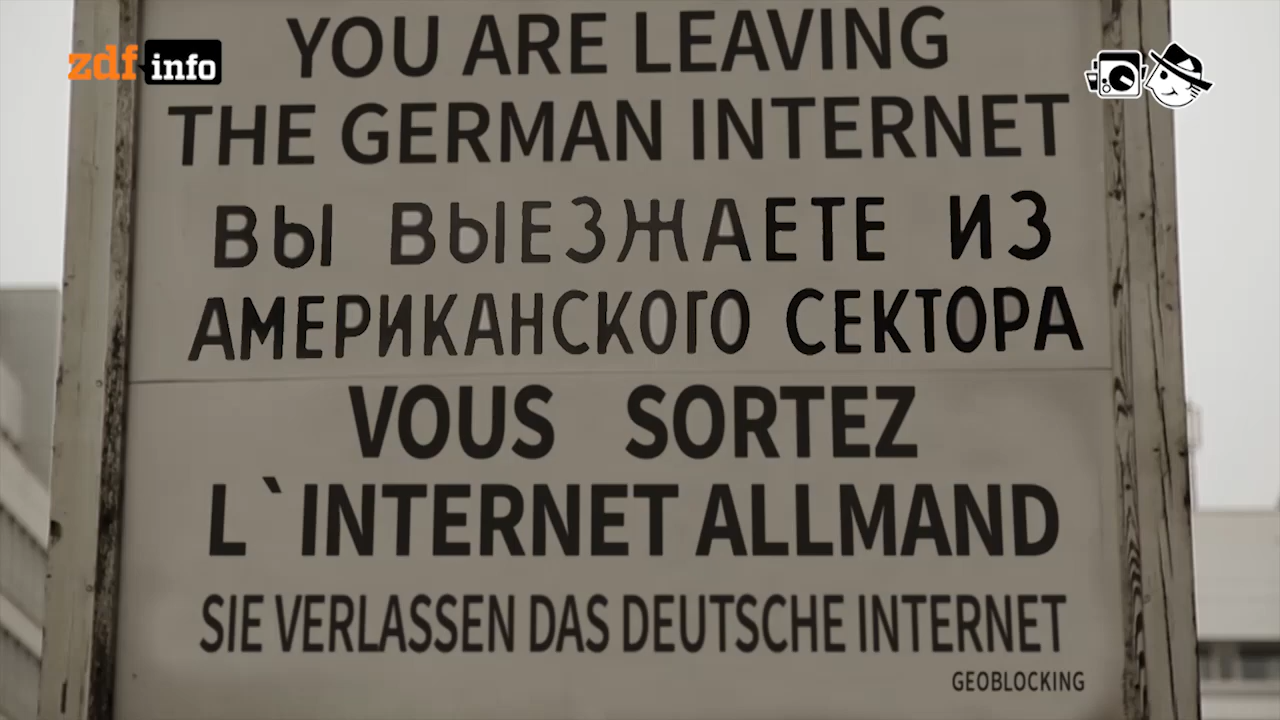 zdf info
YOU ARE LEAVING
THE GERMAN INTERNET
ВЫ ВЫЕЗЖАЕТЕ ИЗ
АМЕРИКАНСКОГО СЕКТОРА
VOUS SORTEZ
L`INTERNET ALLMAND
SIE VERLASSEN DAS DEUTSCHE INTERNET
GEOBLOCKING